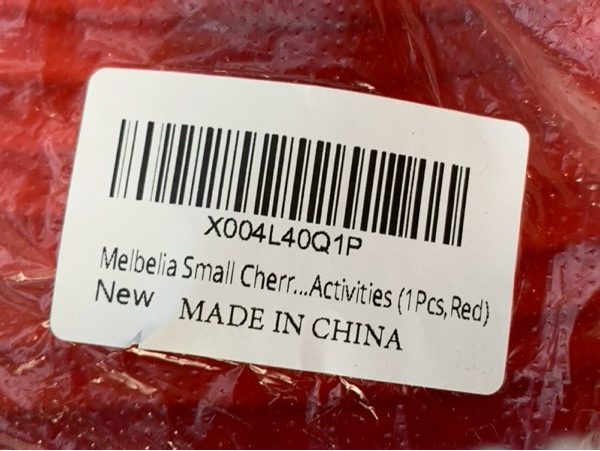 X004L40Q1P
Melbelia Small Cherr...Activities (1Pcs,Red)
New
MADE IN CHINA